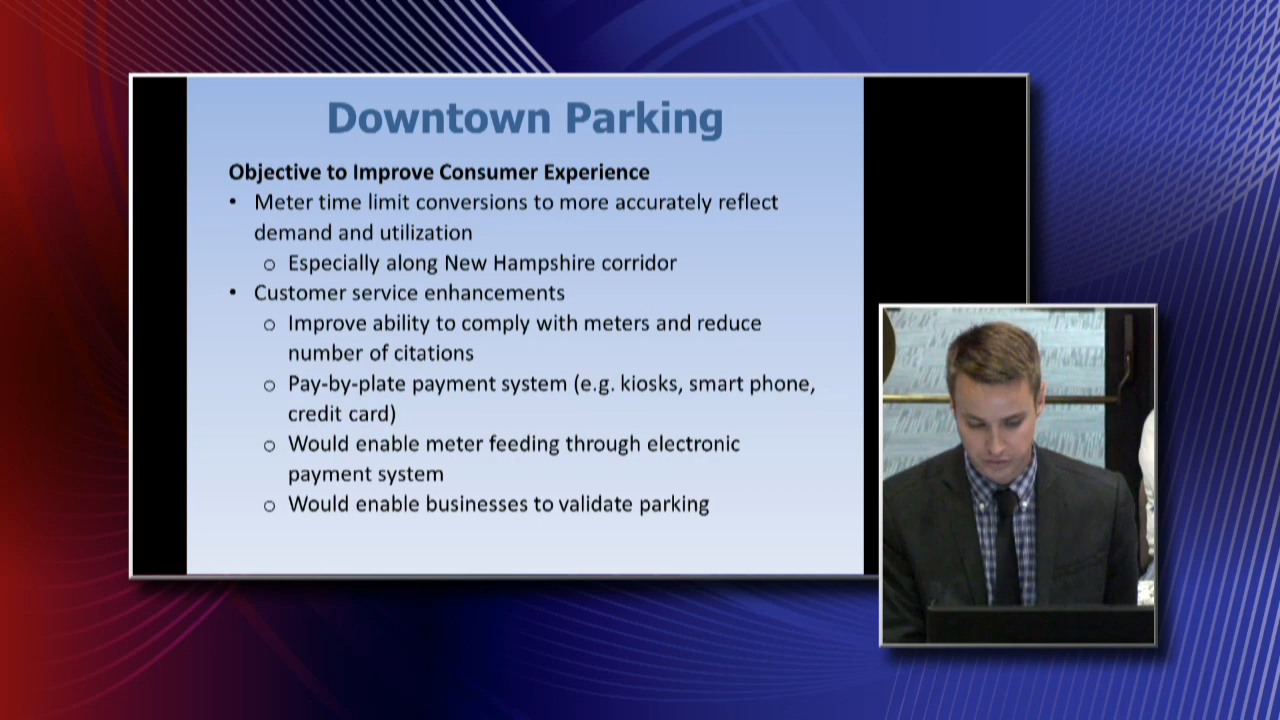 Downtown Parking
Objective to Improve Consumer Experience
• Meter time limit conversions to more accurately reflect
demand and utilization
o Especially along New Hampshire corridor
• Customer service enhancements
o Improve ability to comply with meters and reduce
number of citations
o Pay-by-plate payment system (e.g. kiosks, smart phone,
credit card)
o Would enable meter feeding through electronic
payment system
o Would enable businesses to validate parking